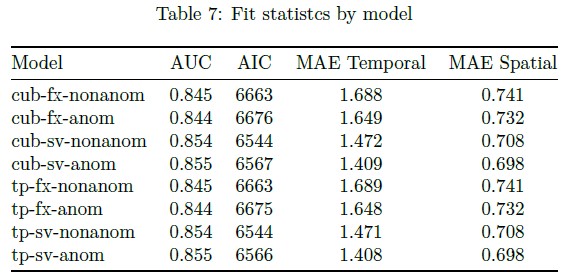 Table 7: Fit statistcs by model
Model AUC AIC MAE Temporal MAE Spatial
cub-fx-nonanom 0.845 6663 1.688 0.741
cub-fx-anom 0.844 6676 1.649 0.732
cub-sv-nonanom 0.854 6544 1.472 0.708
cub-sv-anom 0.855 6567 1.409 0.698
tp-fx-nonanom 0.845 6663 1.689 0.741
tp-fx-anom 0.844 6675 1.648 0.732
tp-sv-nonanom 0.854 6544 1.471 0.708
tp-sv-anom 0.855 6566 1.408 0.698